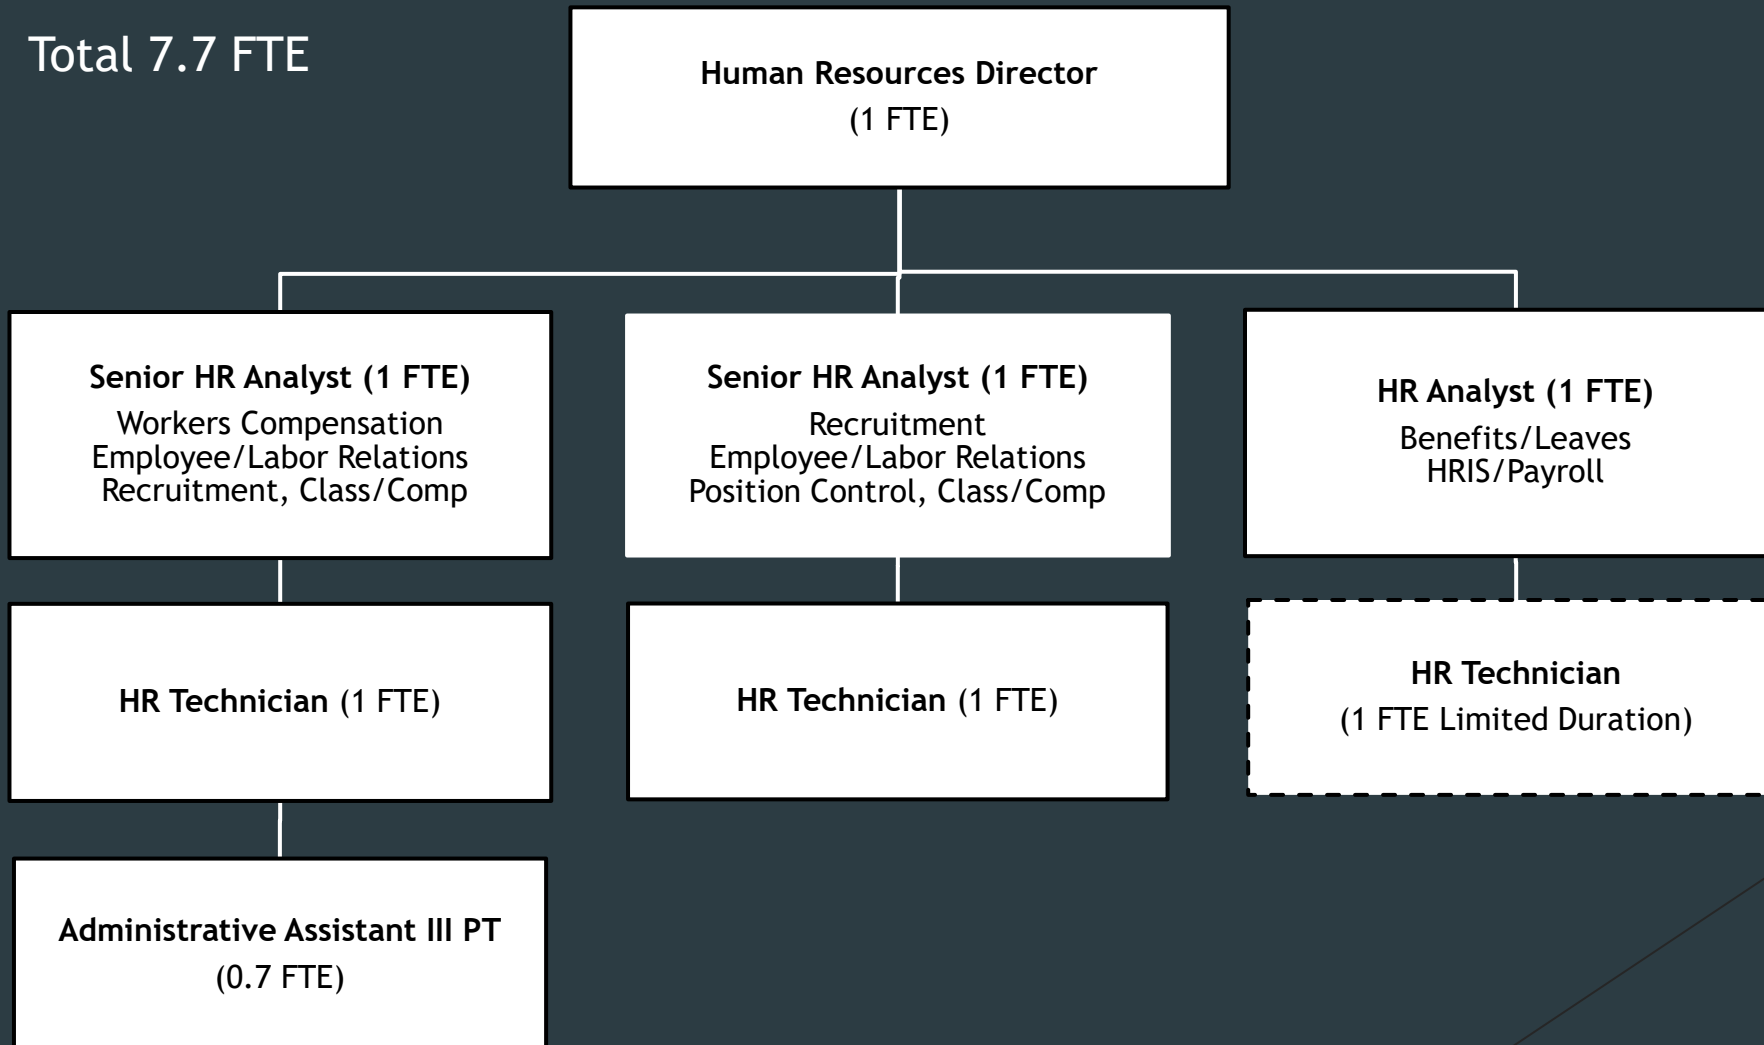 Total 7.7 FTE
Human Resources Director
(1 FTE)
Senior HR Analyst (1 FTE)
Workers Compensation
Employee/Labor Relations
Recruitment, Class/Comp
Senior HR Analyst (1 FTE)
Recruitment
Employee/Labor Relations
Position Control, Class/Comp
HR Analyst (1 FTE)
Benefits/Leaves
HRIS/Payroll
HR Technician (1 FTE)
HR Technician (1 FTE)
HR Technician
(1 FTE Limited Duration)
Administrative Assistant III PT
(0.7 FTE)